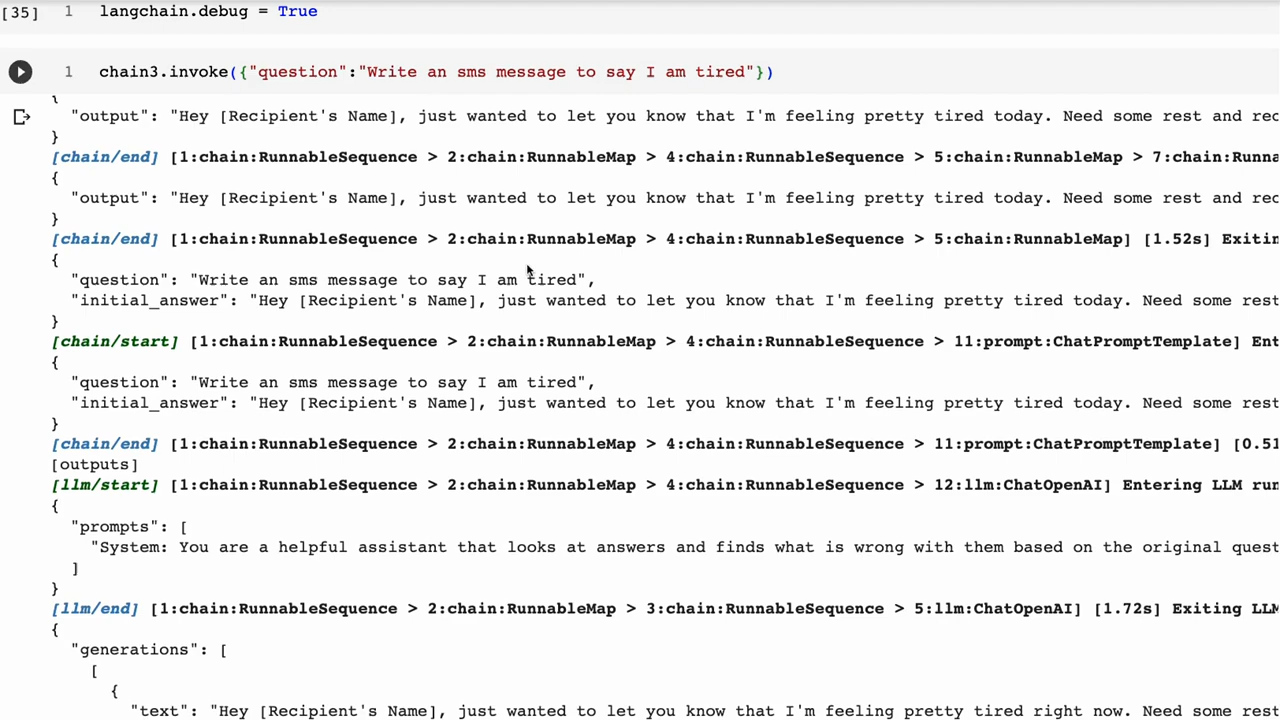 [35] 1 langchain.debug = True
1 chain3.invoke({"question":"Write an sms message to say I am tired"})
{
"output": "Hey [Recipient's Name], just wanted to let you know that I'm feeling pretty tired today. Need some rest and rec
}
[chain/end] [1:chain:RunnableSequence > 2:chain:RunnableMap > 4:chain:RunnableSequence > 5:chain:RunnableMap > 7:chain:Runna
{
"output": "Hey [Recipient's Name], just wanted to let you know that I'm feeling pretty tired today. Need some rest and rec
}
[chain/end] [1:chain:RunnableSequence > 2:chain:RunnableMap > 4:chain:RunnableSequence > 5:chain:RunnableMap] [1.52s] Exitin
{
"question": "Write an sms message to say I am tired",
"initial_answer": "Hey [Recipient's Name], just wanted to let you know that I'm feeling pretty tired today. Need some rest
}
[chain/start] [1:chain:RunnableSequence > 2:chain:RunnableMap > 4:chain:RunnableSequence > 11:prompt:ChatPromptTemplate] Ent
{
"question": "Write an sms message to say I am tired",
"initial_answer": "Hey [Recipient's Name], just wanted to let you know that I'm feeling pretty tired today. Need some rest
}
[chain/end] [1:chain:RunnableSequence > 2:chain:RunnableMap > 4:chain:RunnableSequence > 11:prompt:ChatPromptTemplate] [0.51
[outputs]
[llm/start] [1:chain:RunnableSequence > 2:chain:RunnableMap > 4:chain:RunnableSequence > 12:llm:ChatOpenAI] Entering LLM run
{
"prompts": [
"System: You are a helpful assistant that looks at answers and finds what is wrong with them based on the original quest
]
}
[llm/end] [1:chain:RunnableSequence > 2:chain:RunnableMap > 3:chain:RunnableSequence > 5:llm:ChatOpenAI] [1.72s] Exiting LLM
{
"generations": [
[
{
"text": "Hey [Recipient's Name], just wanted to let you know that I'm feeling pretty tired right now. Need some rest